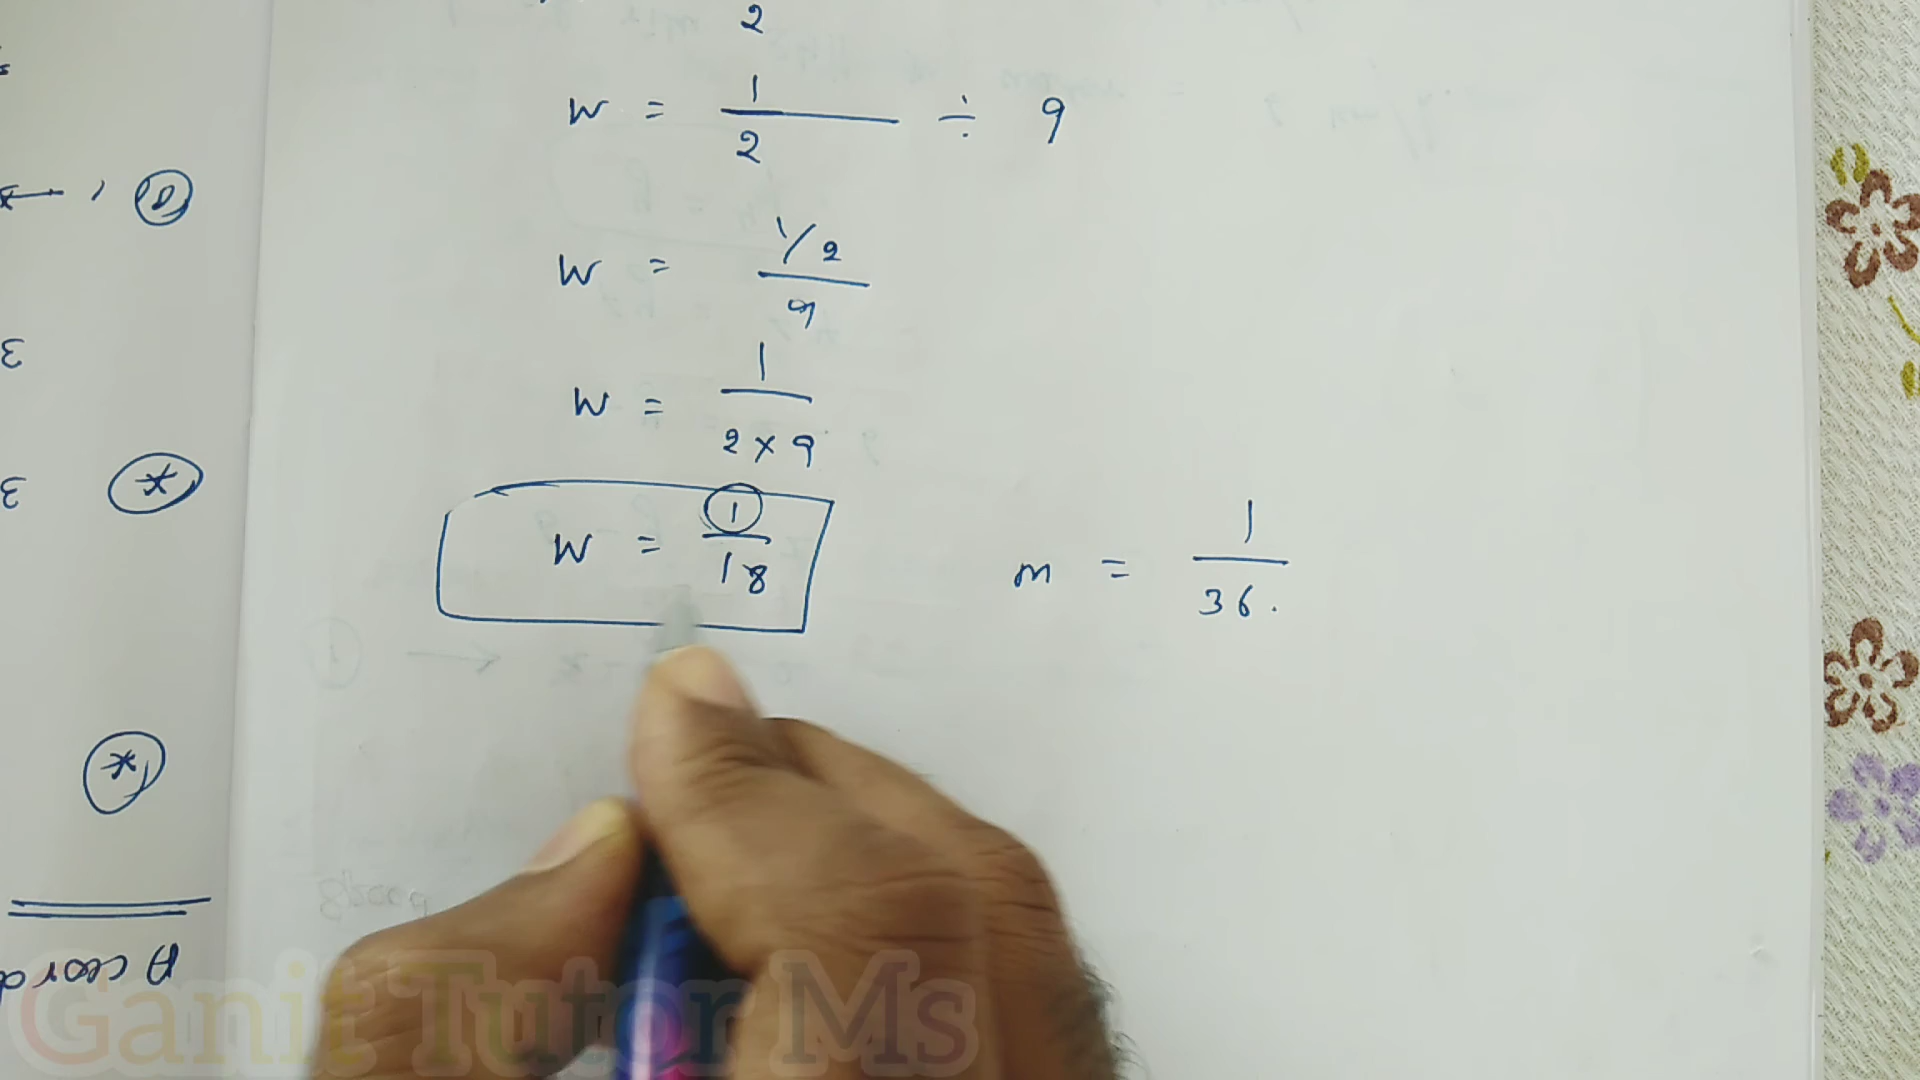 2
W = 1/2 ÷ 9
W = 1/2 / 9
W = 1 / 2 × 9
W = 1/18
m = 1/36.
Ganit Tutor Ms